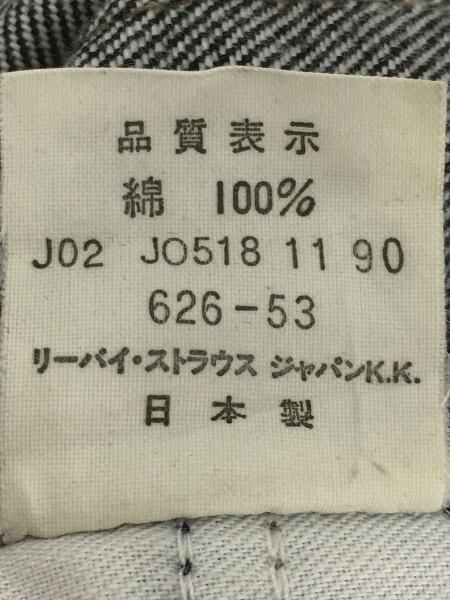 品質表示
綿 100%
J02 JO518 11 90
626-53
リーバイ・ストラウス ジャパンK.K.
日本製